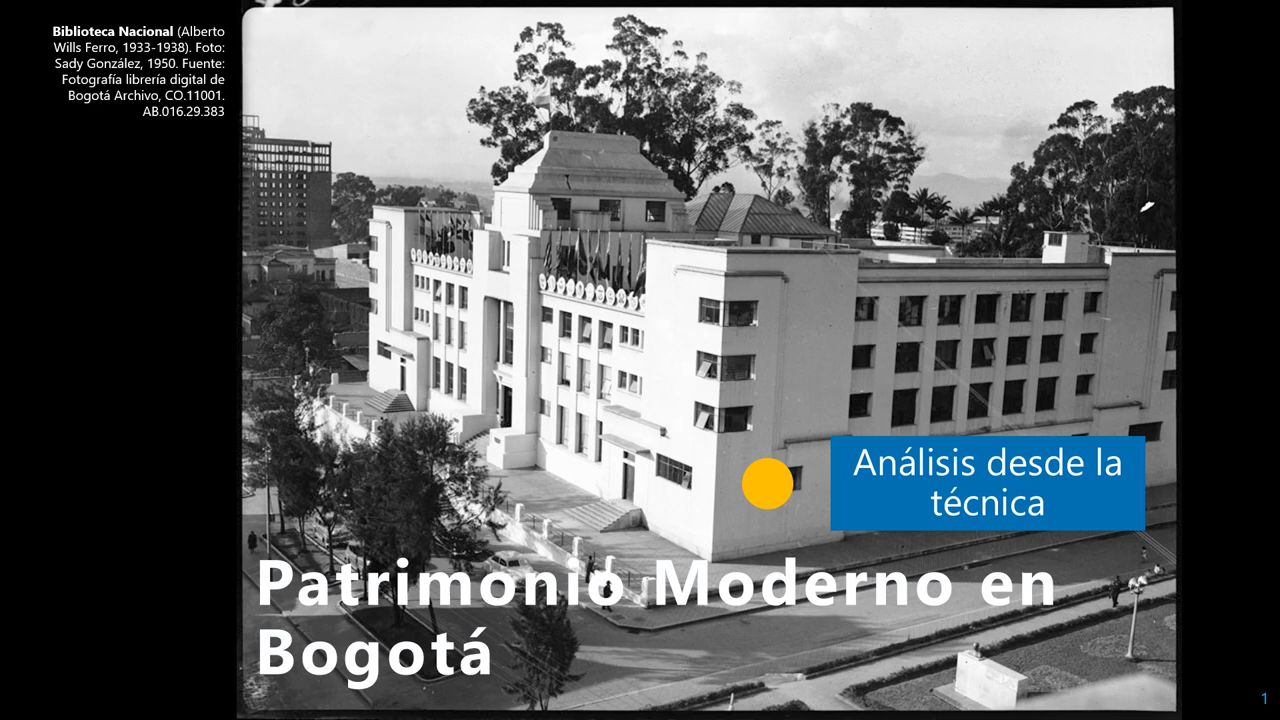 Biblioteca Nacional (Alberto
Wills Ferro, 1933-1938). Foto:
Sady González, 1950. Fuente:
Fotografía librería digital de
Bogotá Archivo, CO.11001.
AB.016.29.383
Análisis desde la
técnica
Patrimonio Moderno en
Bogotá
1